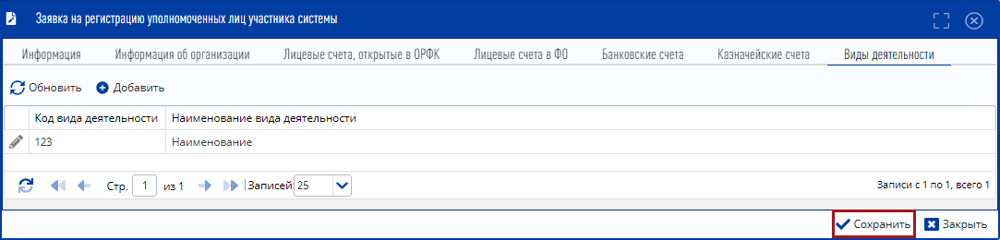 Заявка на регистрацию уполномоченных лиц участника системы
Информация Информация об организации Лицевые счета, открытые в ОРФК Лицевые счета в ФО Банковские счета Казначейские счета Виды деятельности
Обновить Добавить
Код вида деятельности Наименование вида деятельности
123 Наименование
Стр. 1 из 1 Записей: 25 Записи с 1 по 1, всего 1
Сохранить Закрыть